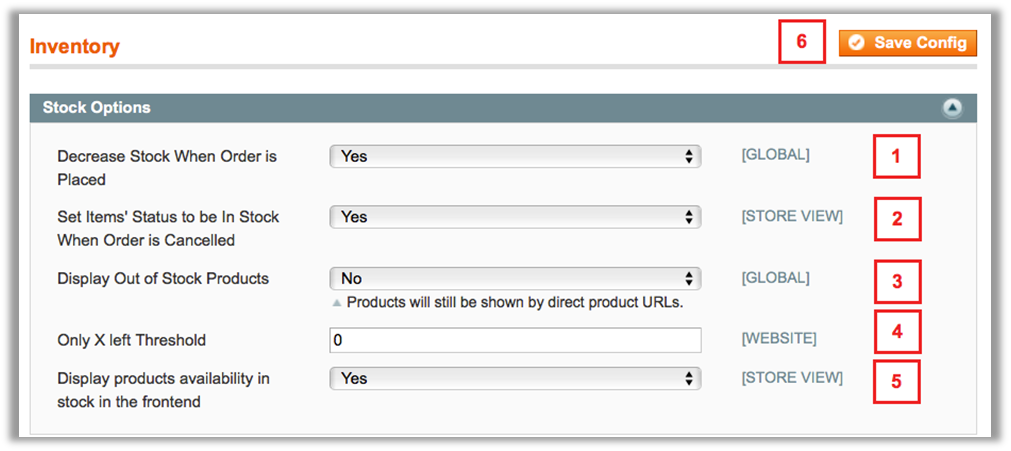 Inventory
6
Save Config
Stock Options
Decrease Stock When Order is
Placed
Yes
[GLOBAL]
1
Set Items' Status to be In Stock
When Order is Cancelled
Yes
[STORE VIEW]
2
Display Out of Stock Products
No
[GLOBAL]
3
Products will still be shown by direct product URLs.
Only X left Threshold
0
[WEBSITE]
4
Display products availability in
stock in the frontend
Yes
[STORE VIEW]
5